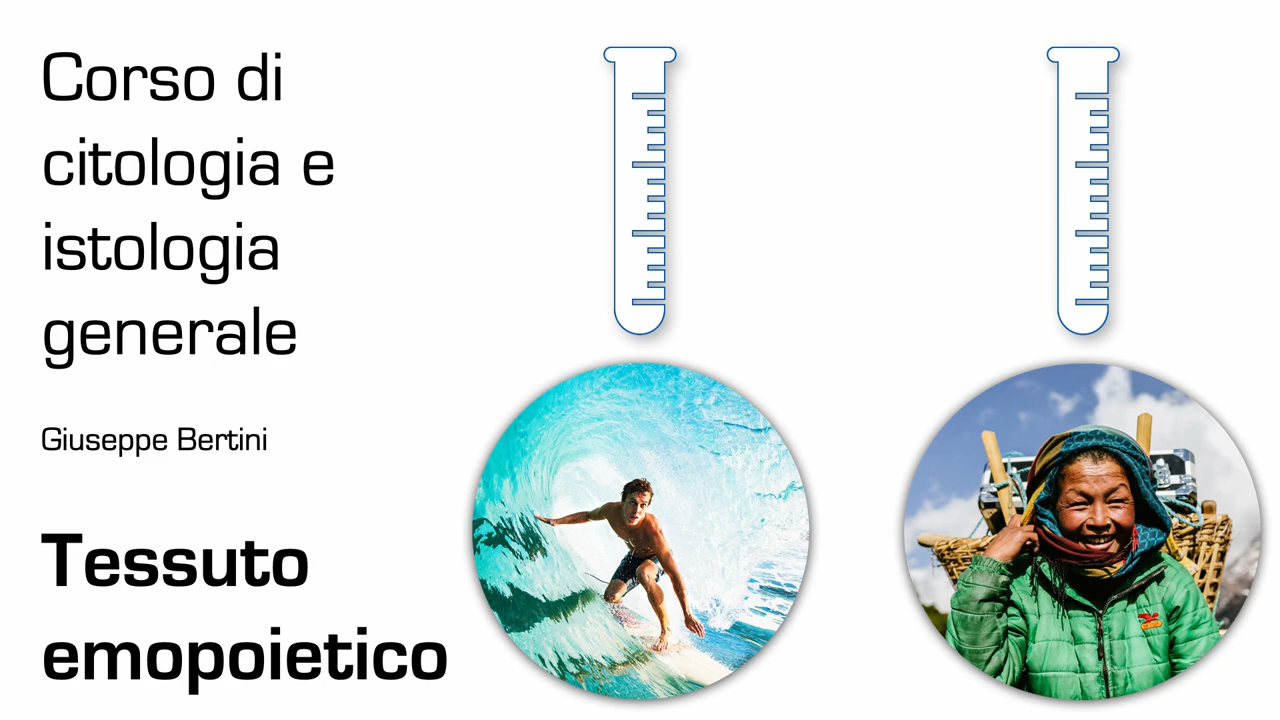 Corso di
citologia e
istologia
generale
Giuseppe Bertini
Tessuto
emopoietico